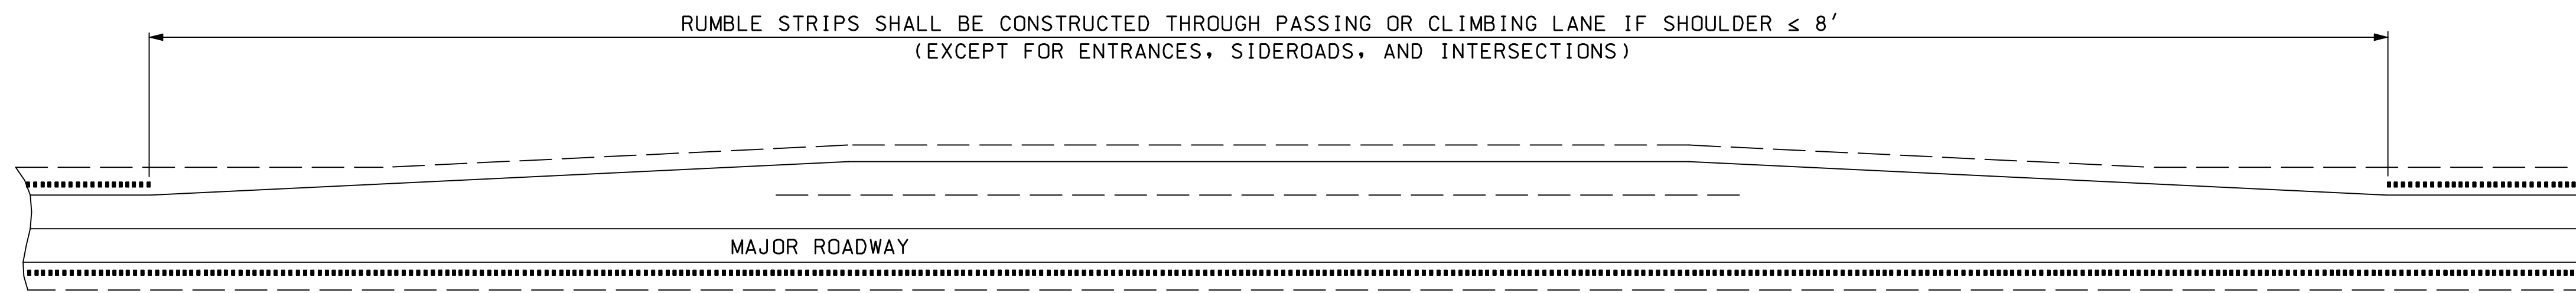 RUMBLE STRIPS SHALL BE CONSTRUCTED THROUGH PASSING OR CLIMBING LANE IF SHOULDER ≤ 8'
(EXCEPT FOR ENTRANCES, SIDEROADS, AND INTERSECTIONS)
MAJOR ROADWAY